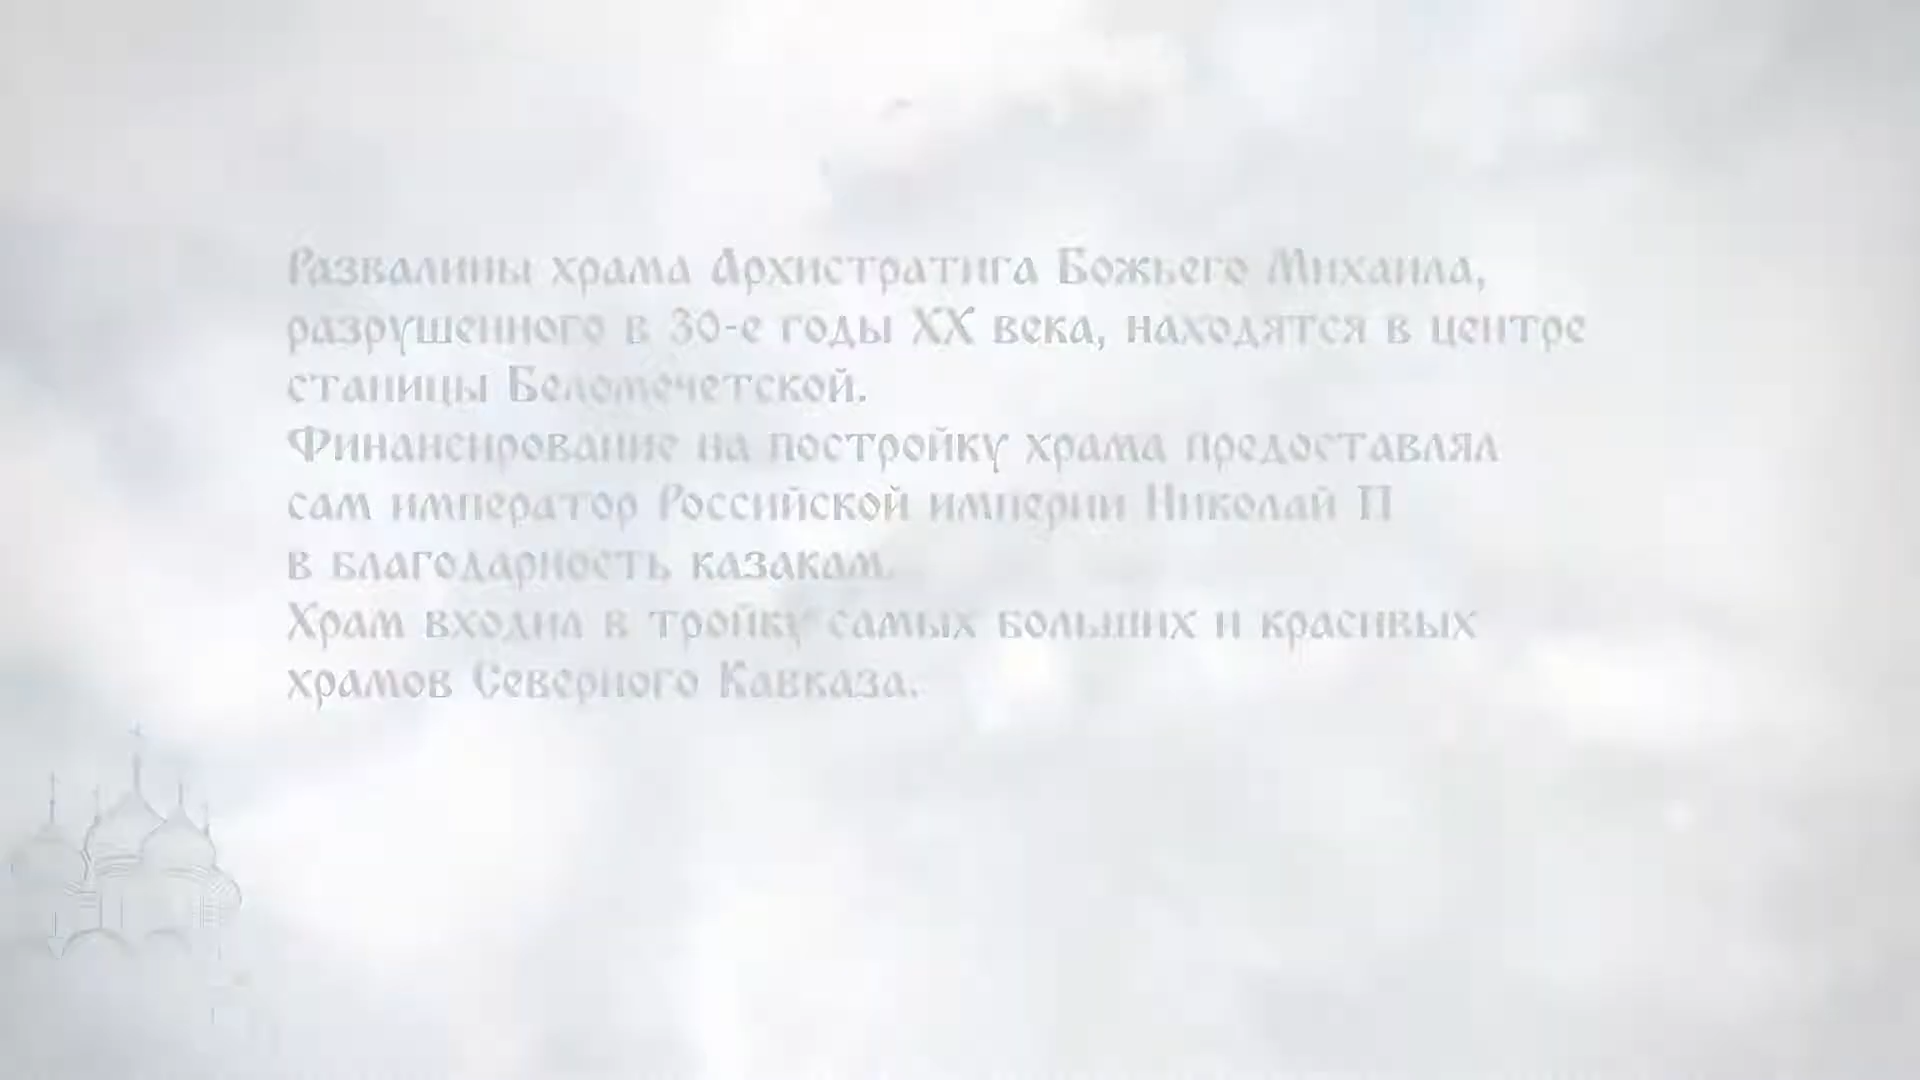 Развалины храма Архистратига Божьего Михаила,
разрушенного в 30-е годы XX века, находятся в центре
станицы Беломечетской.
Финансирование на постройку храма предоставлял
сам император Российской империи Николай П
в благодарность казакам.
Храм входил в тройку самых больших и красивых
храмов Северного Кавказа.